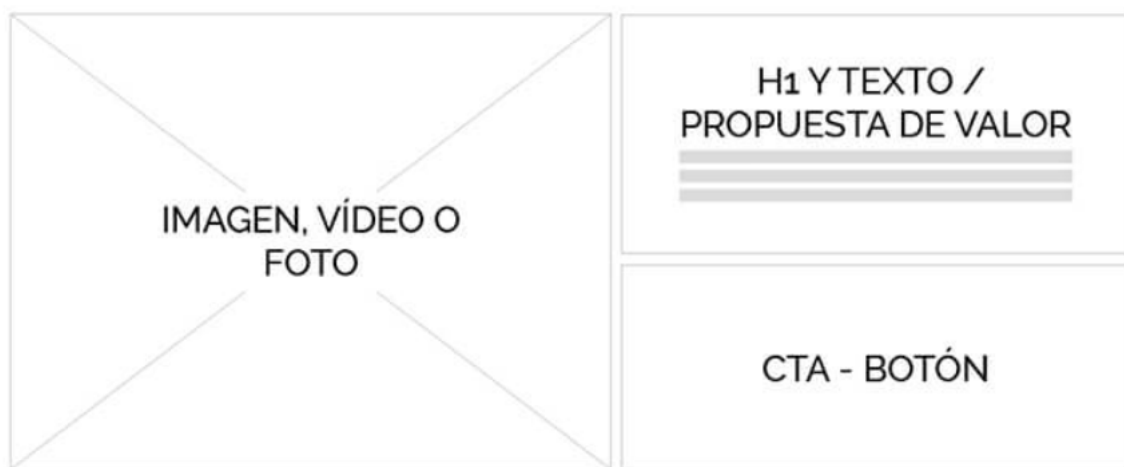 IMAGEN, VÍDEO O
FOTO
H1 Y TEXTO /
PROPUESTA DE VALOR
CTA - BOTÓN